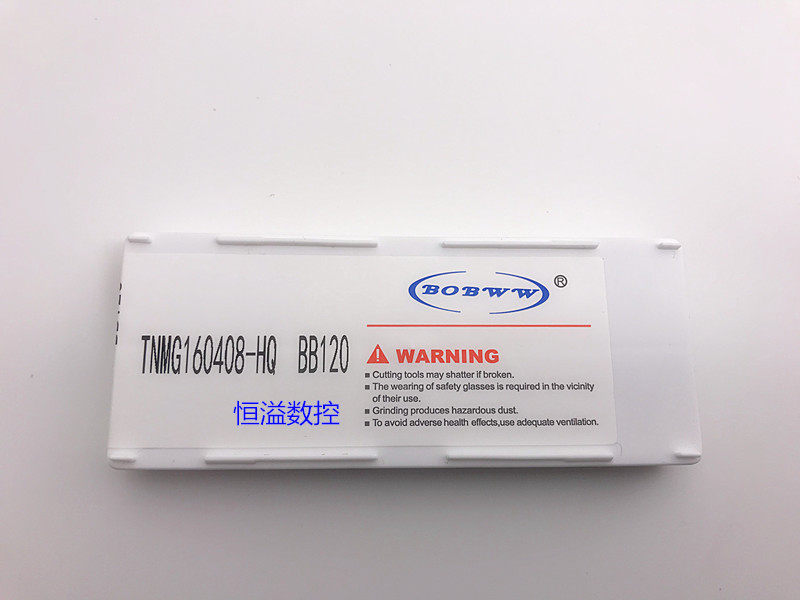 BOBWW®
TNMG160408-HQ BB120
恒溢数控
WARNING
▪ Cutting tools may shatter if broken.
▪ The wearing of safety glasses is required in the vicinity
of their use.
▪ Grinding produces hazardous dust.
▪ To avoid adverse health effects,use adequate ventilation.